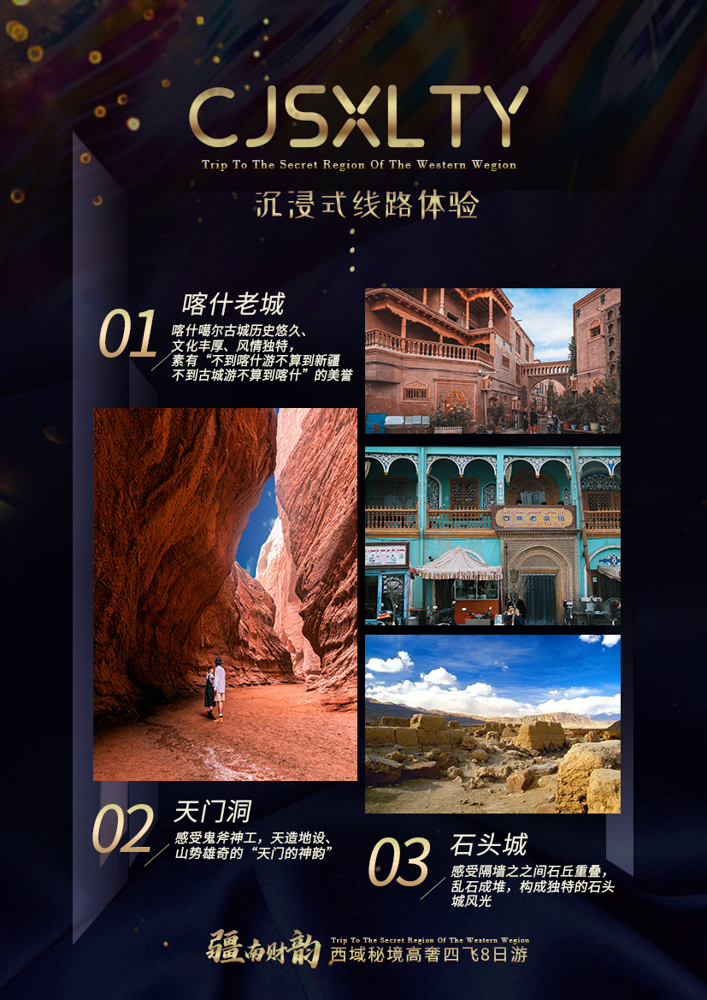 CJSXLTY
Trip To The Secret Region Of The Western Wegion
沉浸式线路体验
01
喀什老城
喀什噶尔古城历史悠久、
文化丰厚、风情独特，
素有“不到喀什游不算到新疆
不到古城游不算到喀什”的美誉
百年老茶馆
02
天门洞
感受鬼斧神工，天造地设、
山势雄奇的“天门的神韵”
03
石头城
感受隔墙之之间石丘重叠，
乱石成堆，构成独特的石头
城风光
疆南财韵
Trip To The Secret Region Of The Western Wegion
西域秘境高奢四飞8日游